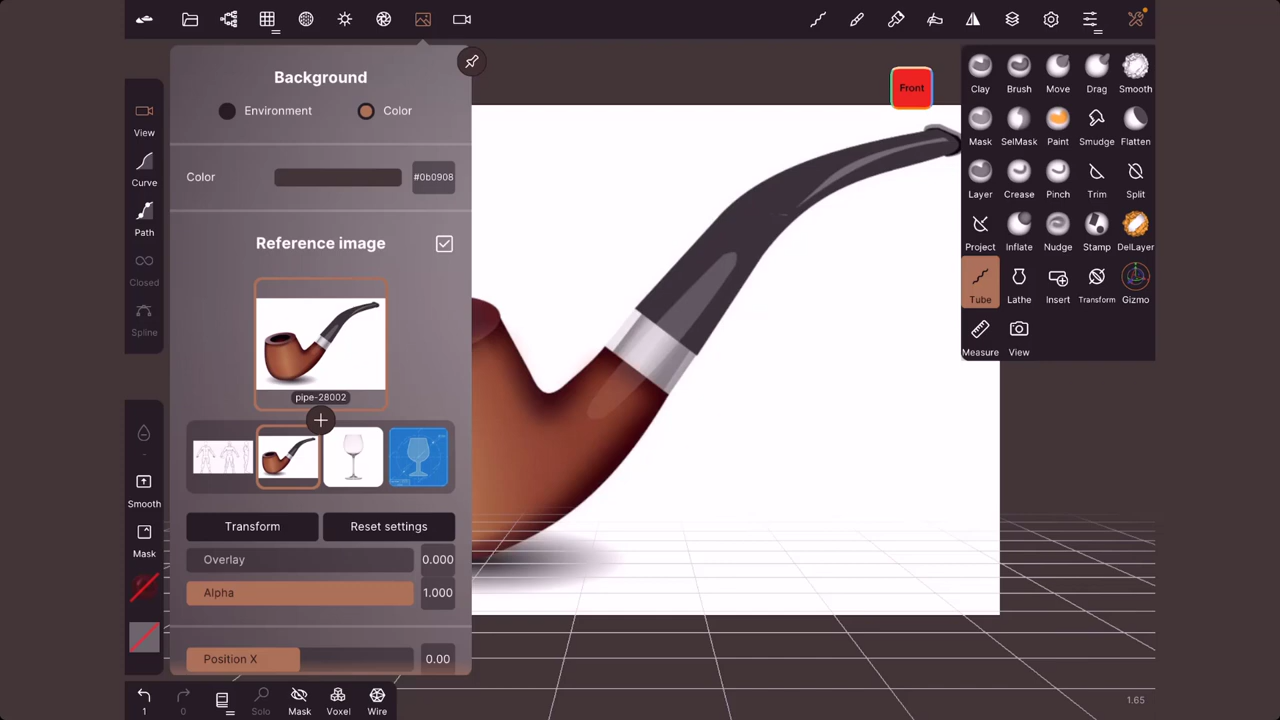 Background
Environment
Color
Color
#0b0908
Reference image
pipe-28002
Transform
Reset settings
Overlay
0.000
Alpha
1.000
Position X
0.00
View
Curve
Path
Closed
Spline
Smooth
Mask
1
0
Solo
Mask
Voxel
Wire
Front
Clay
Brush
Move
Drag
Smooth
Mask
SelMask
Paint
Smudge
Flatten
Layer
Crease
Pinch
Trim
Split
Project
Inflate
Nudge
Stamp
DelLayer
Tube
Lathe
Insert
Transform
Gizmo
Measure
View
1.65